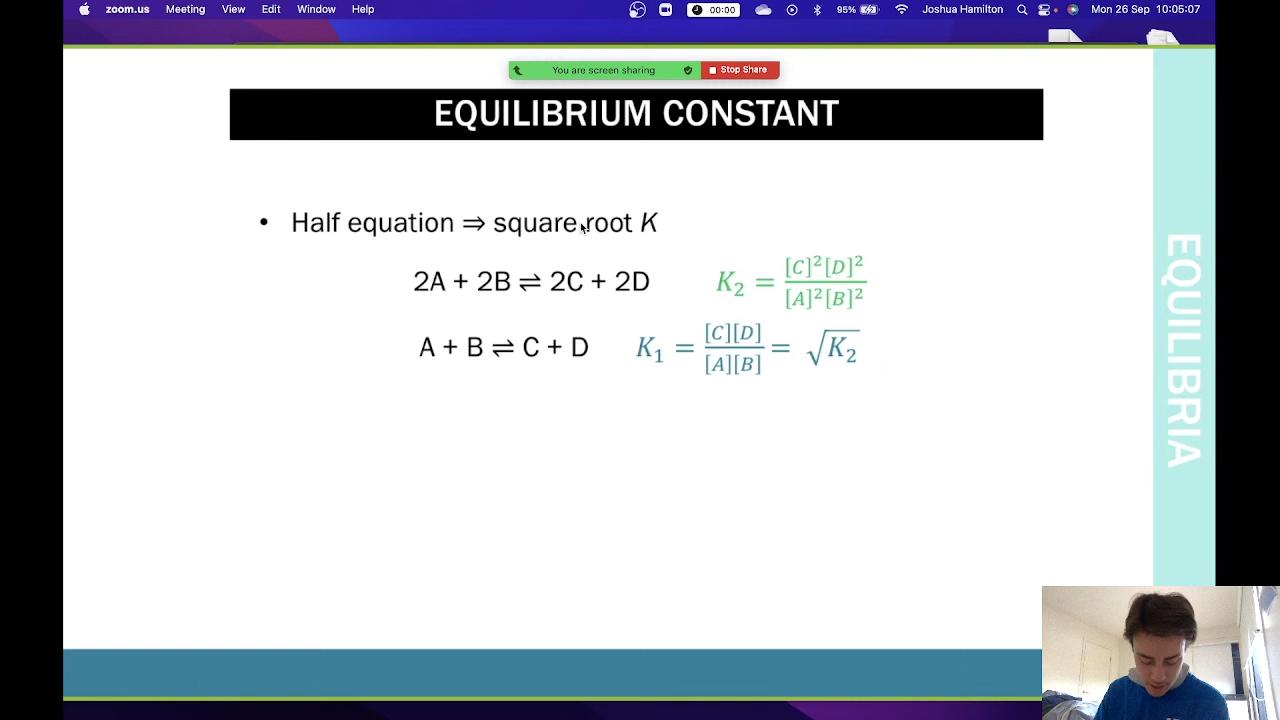 zoom.us Meeting View Edit Window Help 00:00 95% Joshua Hamilton Mon 26 Sep 10:05:07
You are screen sharing Stop Share
EQUILIBRIUM CONSTANT
• Half equation ⇒ square root K
2A + 2B ⇌ 2C + 2D K₂ = [C]²[D]² / [A]²[B]²
A + B ⇌ C + D K₁ = [C][D] / [A][B] = √K₂
EQUILIBRIA